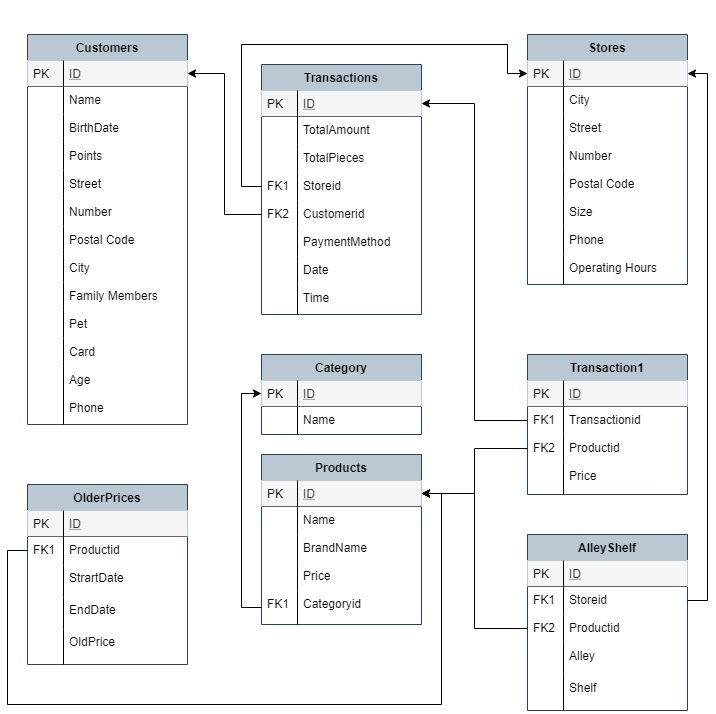 Customers
PK ID
Name
BirthDate
Points
Street
Number
Postal Code
City
Family Members
Pet
Card
Age
Phone
Transactions
PK ID
TotalAmount
TotalPieces
FK1 Storeid
FK2 Customerid
PaymentMethod
Date
Time
Stores
PK ID
City
Street
Number
Postal Code
Size
Phone
Operating Hours
Category
PK ID
Name
Transaction1
PK ID
FK1 Transactionid
FK2 Productid
Price
Products
PK ID
Name
BrandName
Price
FK1 Categoryid
OlderPrices
PK ID
FK1 Productid
StrartDate
EndDate
OldPrice
AlleyShelf
PK ID
FK1 Storeid
FK2 Productid
Alley
Shelf